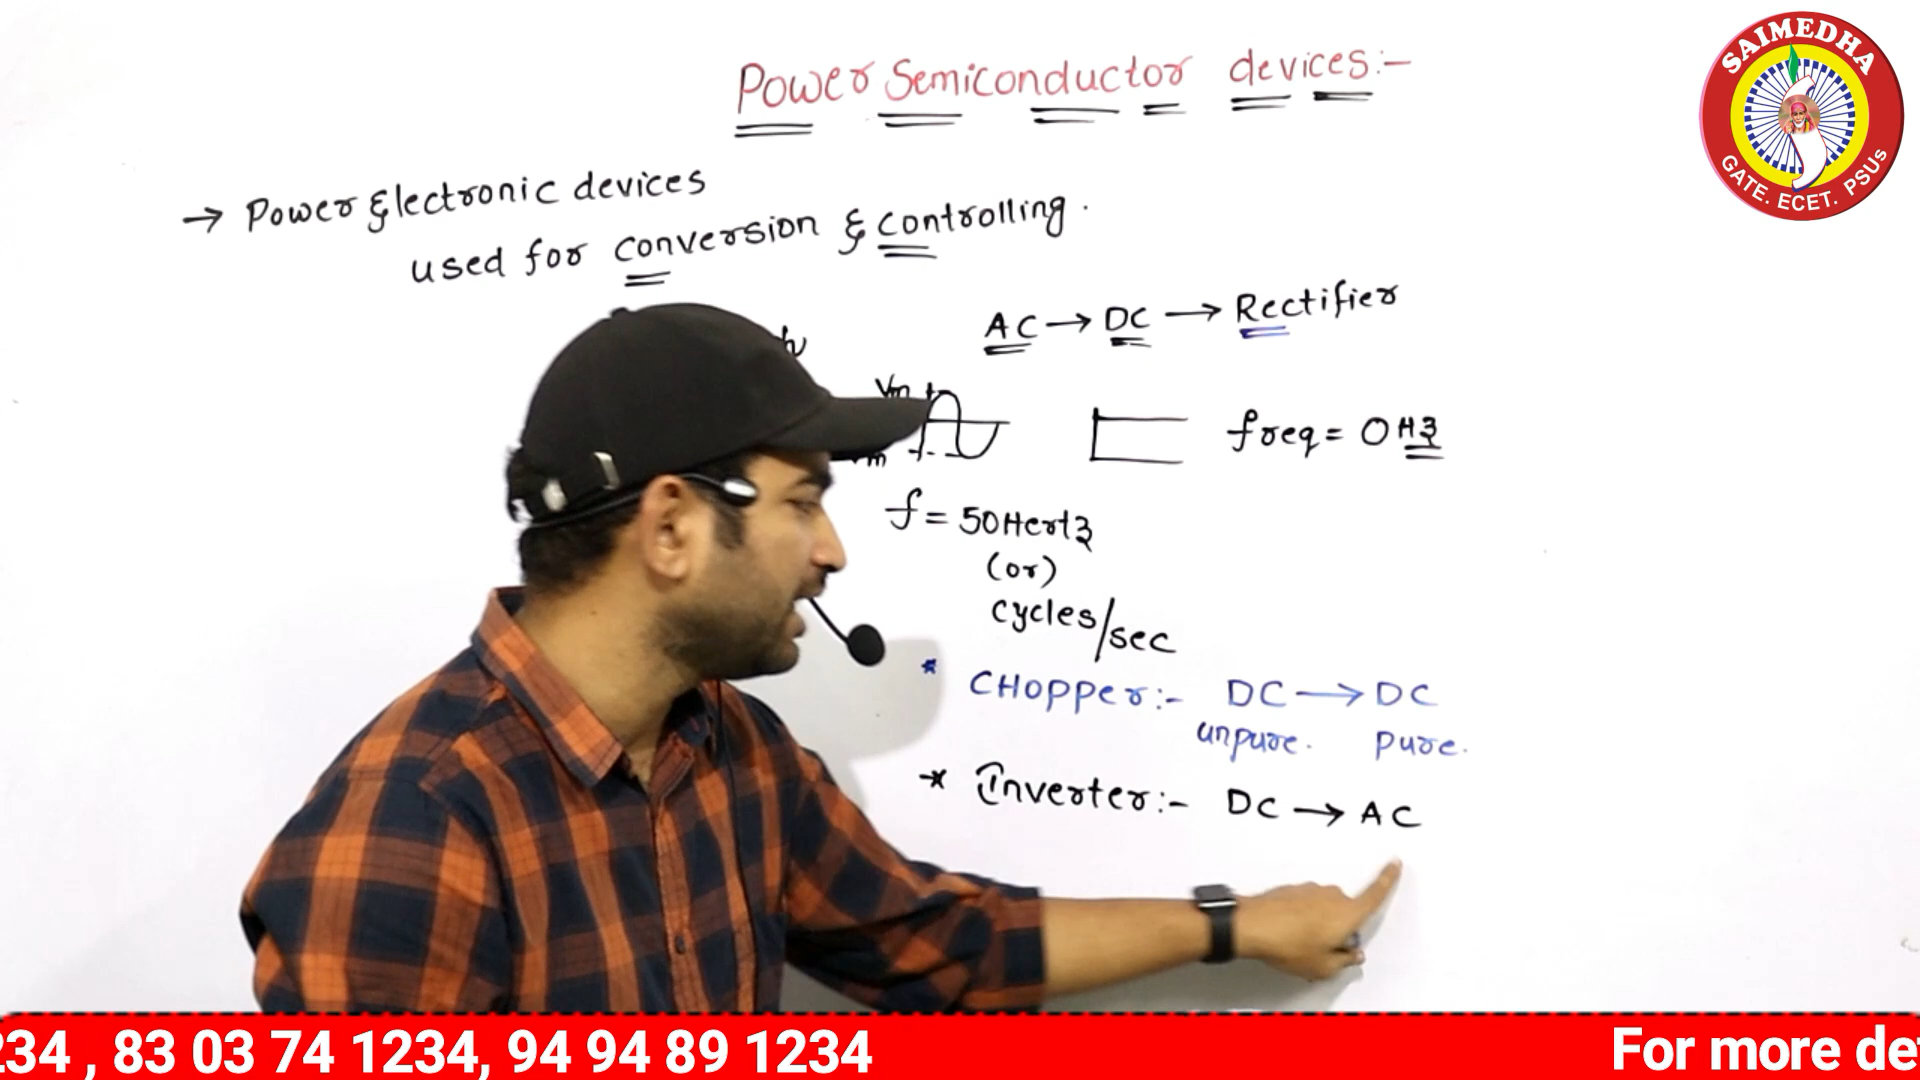 Power Semiconductor devices:-
SAIMEDHA
GATE. ECET. PSUs
→ Power Electronic devices
used for conversion & controlling.
AC → DC → Rectifier
Vm
freq = 0 Hz
f = 50 Hertz
(or)
cycles/sec
* CHOPPER:- DC → DC
unpure. pure.
* Inverter:- DC → AC
234 , 83 03 74 1234, 94 94 89 1234
For more de